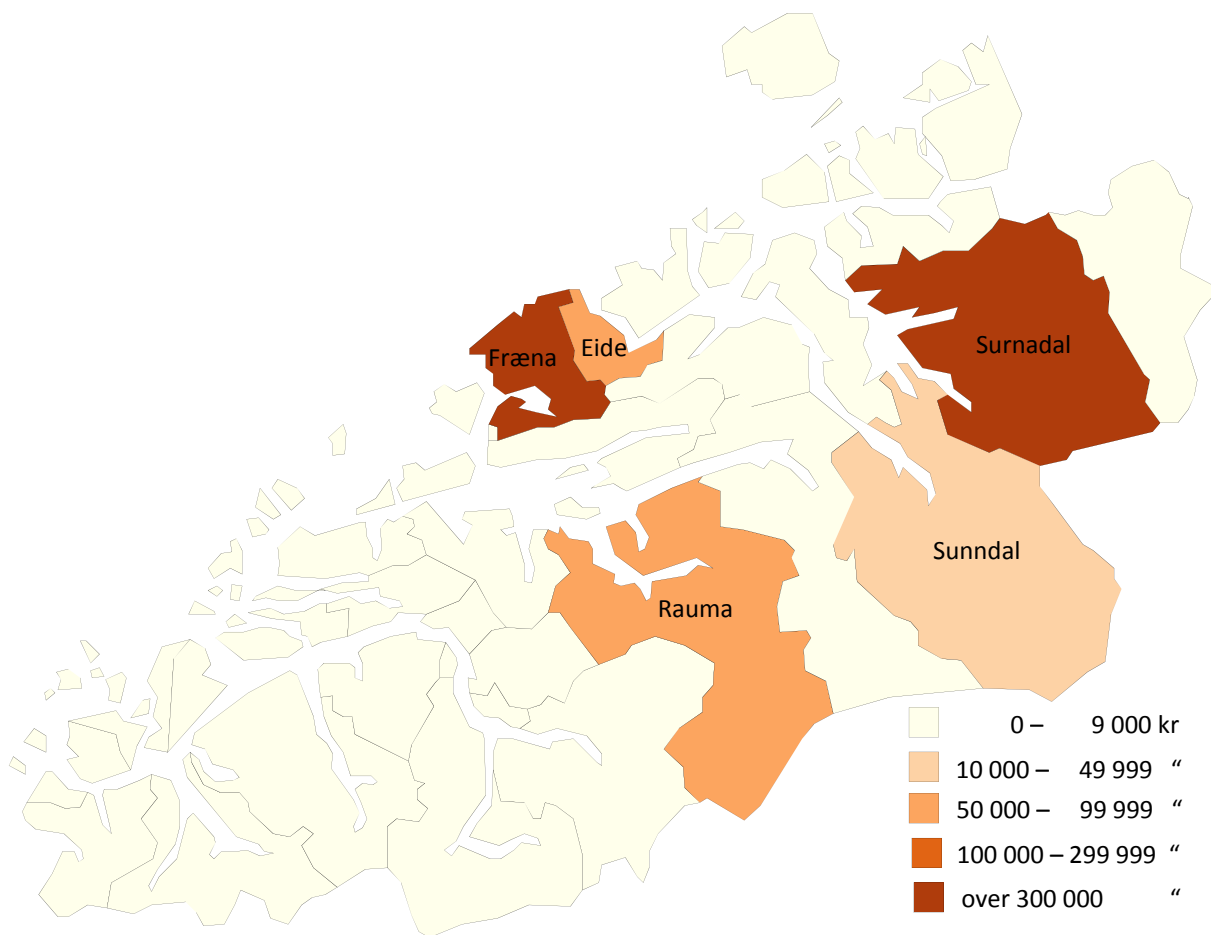 Fræna
Eide
Surnadal
Sunndal
Rauma
0 – 9 000 kr
10 000 – 49 999 “
50 000 – 99 999 “
100 000 – 299 999 “
over 300 000 “